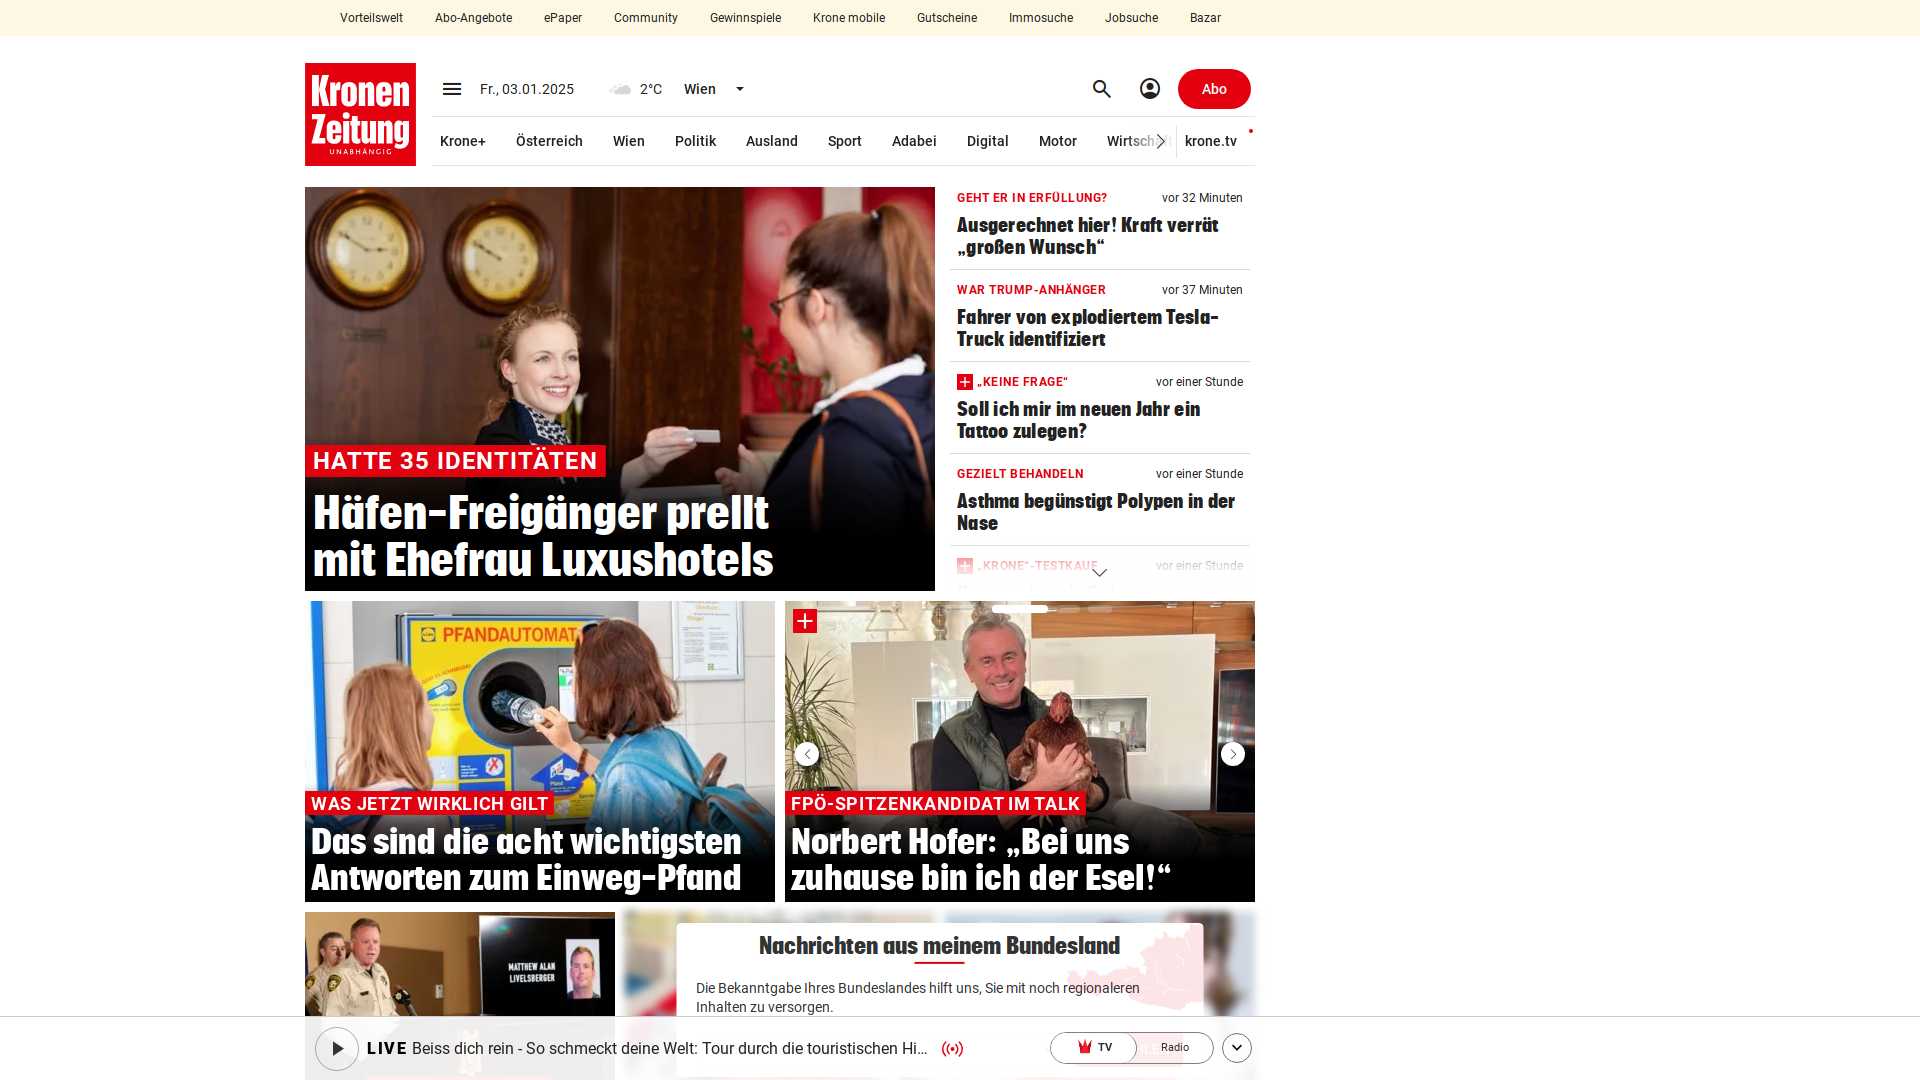 Vorteilswelt Abo-Angebote ePaper Community Gewinnspiele Krone mobile Gutscheine Immosuche Jobsuche Bazar
Kronen
Zeitung
UNABHÄNGIG
Fr., 03.01.2025 2°C Wien Abo
Krone+ Österreich Wien Politik Ausland Sport Adabei Digital Motor Wirtschaft krone.tv
HATTE 35 IDENTITÄTEN
Häfen-Freigänger prellt
mit Ehefrau Luxushotels
GEHT ER IN ERFÜLLUNG? vor 32 Minuten
Ausgerechnet hier! Kraft verrät
„großen Wunsch“
WAR TRUMP-ANHÄNGER vor 37 Minuten
Fahrer von explodiertem Tesla-
Truck identifiziert
„KEINE FRAGE“ vor einer Stunde
Soll ich mir im neuen Jahr ein
Tattoo zulegen?
GEZIELT BEHANDELN vor einer Stunde
Asthma begünstigt Polypen in der
Nase
„KRONE“-TESTKAUF vor einer Stunde
PFANDAUTOMAT
WAS JETZT WIRKLICH GILT
Das sind die acht wichtigsten
Antworten zum Einweg-Pfand
FPÖ-SPITZENKANDIDAT IM TALK
Norbert Hofer: „Bei uns
zuhause bin ich der Esel!“
MATTHEW ALAN
LIVELSBERGER
Nachrichten aus meinem Bundesland
Die Bekanntgabe Ihres Bundeslandes hilft uns, Sie mit noch regionaleren
Inhalten zu versorgen.
LIVE Beiss dich rein - So schmeckt deine Welt: Tour durch die touristischen Hi...
TV Radio